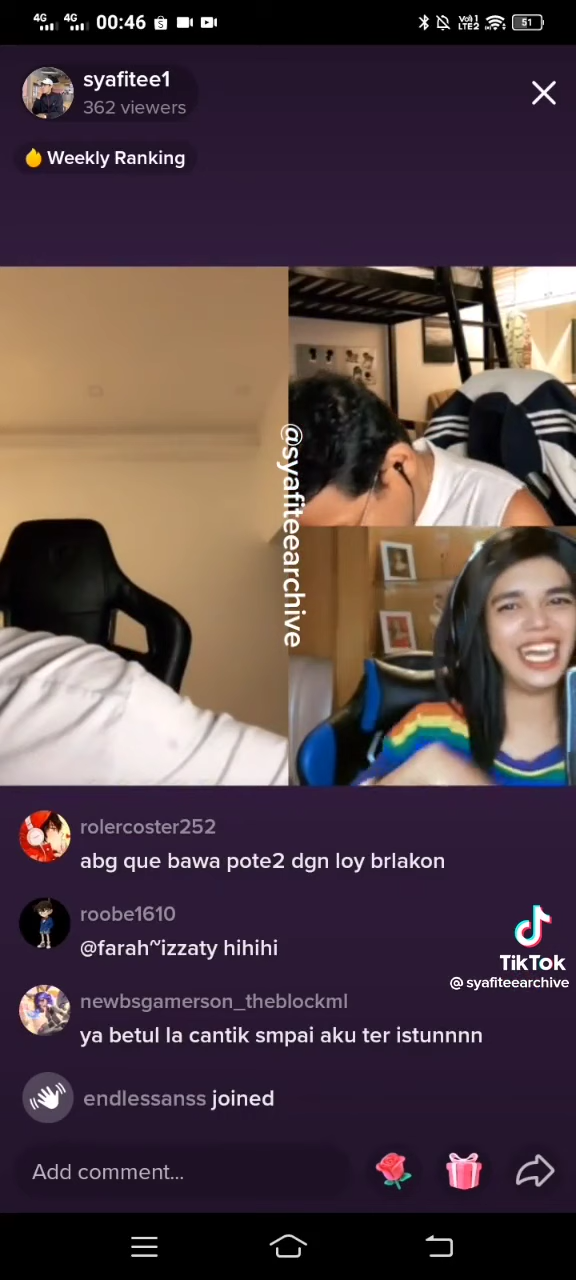 4G 4G 00:46 51
syafitee1
362 viewers
Weekly Ranking
@syafiteearchive
rolercoster252
abg que bawa pote2 dgn loy brlakon
roobe1610
@farah~izzaty hihihi
TikTok
@syafiteearchive
newbsgamerson_theblockml
ya betul la cantik smpai aku ter istunnnn
endlessanss joined
Add comment...